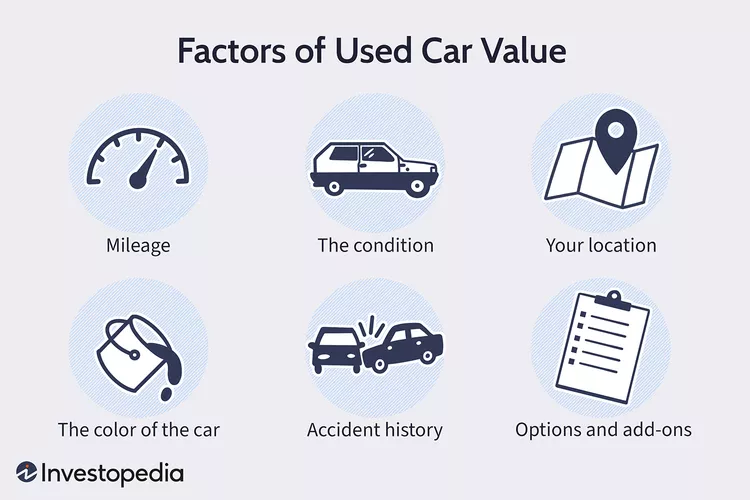 Factors of Used Car Value
Mileage
The condition
Your location
The color of the car
Accident history
Options and add-ons
Investopedia